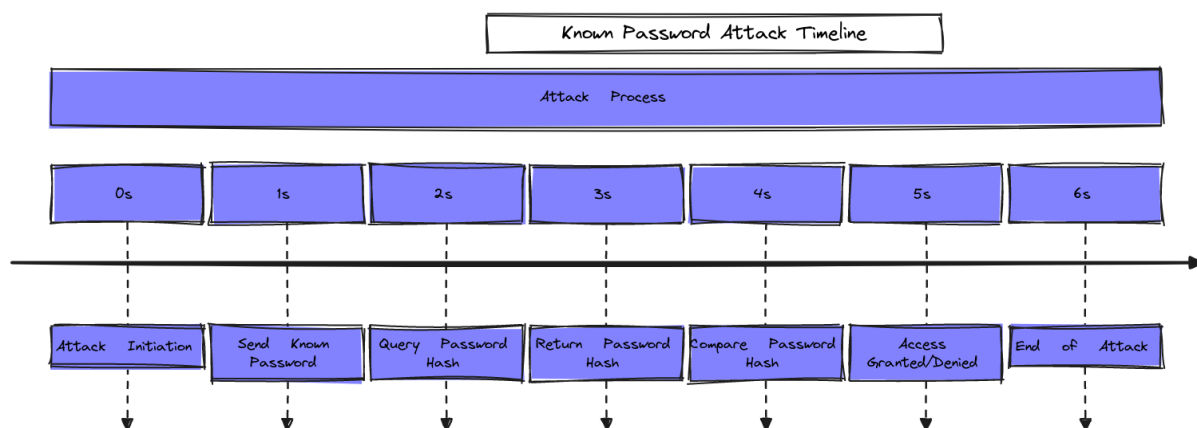 Known Password Attack Timeline
Attack Process
0s
1s
2s
3s
4s
5s
6s
Attack Initiation
Send Known
Password
Query Password
Hash
Return Password
Hash
Compare Password
Hash
Access
Granted/Denied
End of Attack